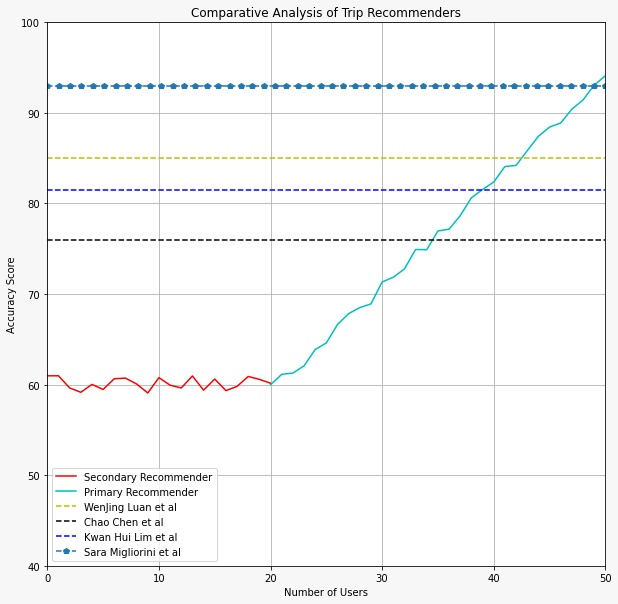 Comparative Analysis of Trip Recommenders
100
90
80
70
60
50
40
Accuracy Score
Secondary Recommender
Primary Recommender
WenJing Luan et al
Chao Chen et al
Kwan Hui Lim et al
Sara Migliorini et al
0 10 20 30 40 50
Number of Users